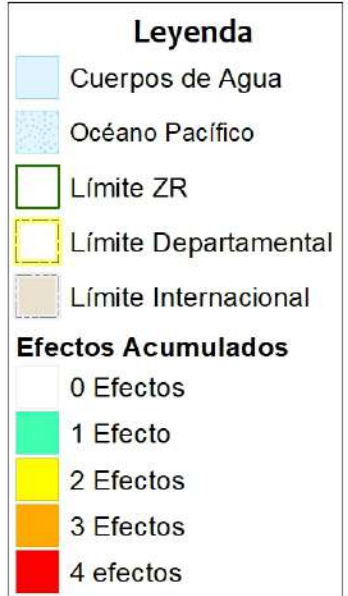 Leyenda
Cuerpos de Agua
Océano Pacífico
Límite ZR
Límite Departamental
Límite Internacional
Efectos Acumulados
0 Efectos
1 Efecto
2 Efectos
3 Efectos
4 efectos